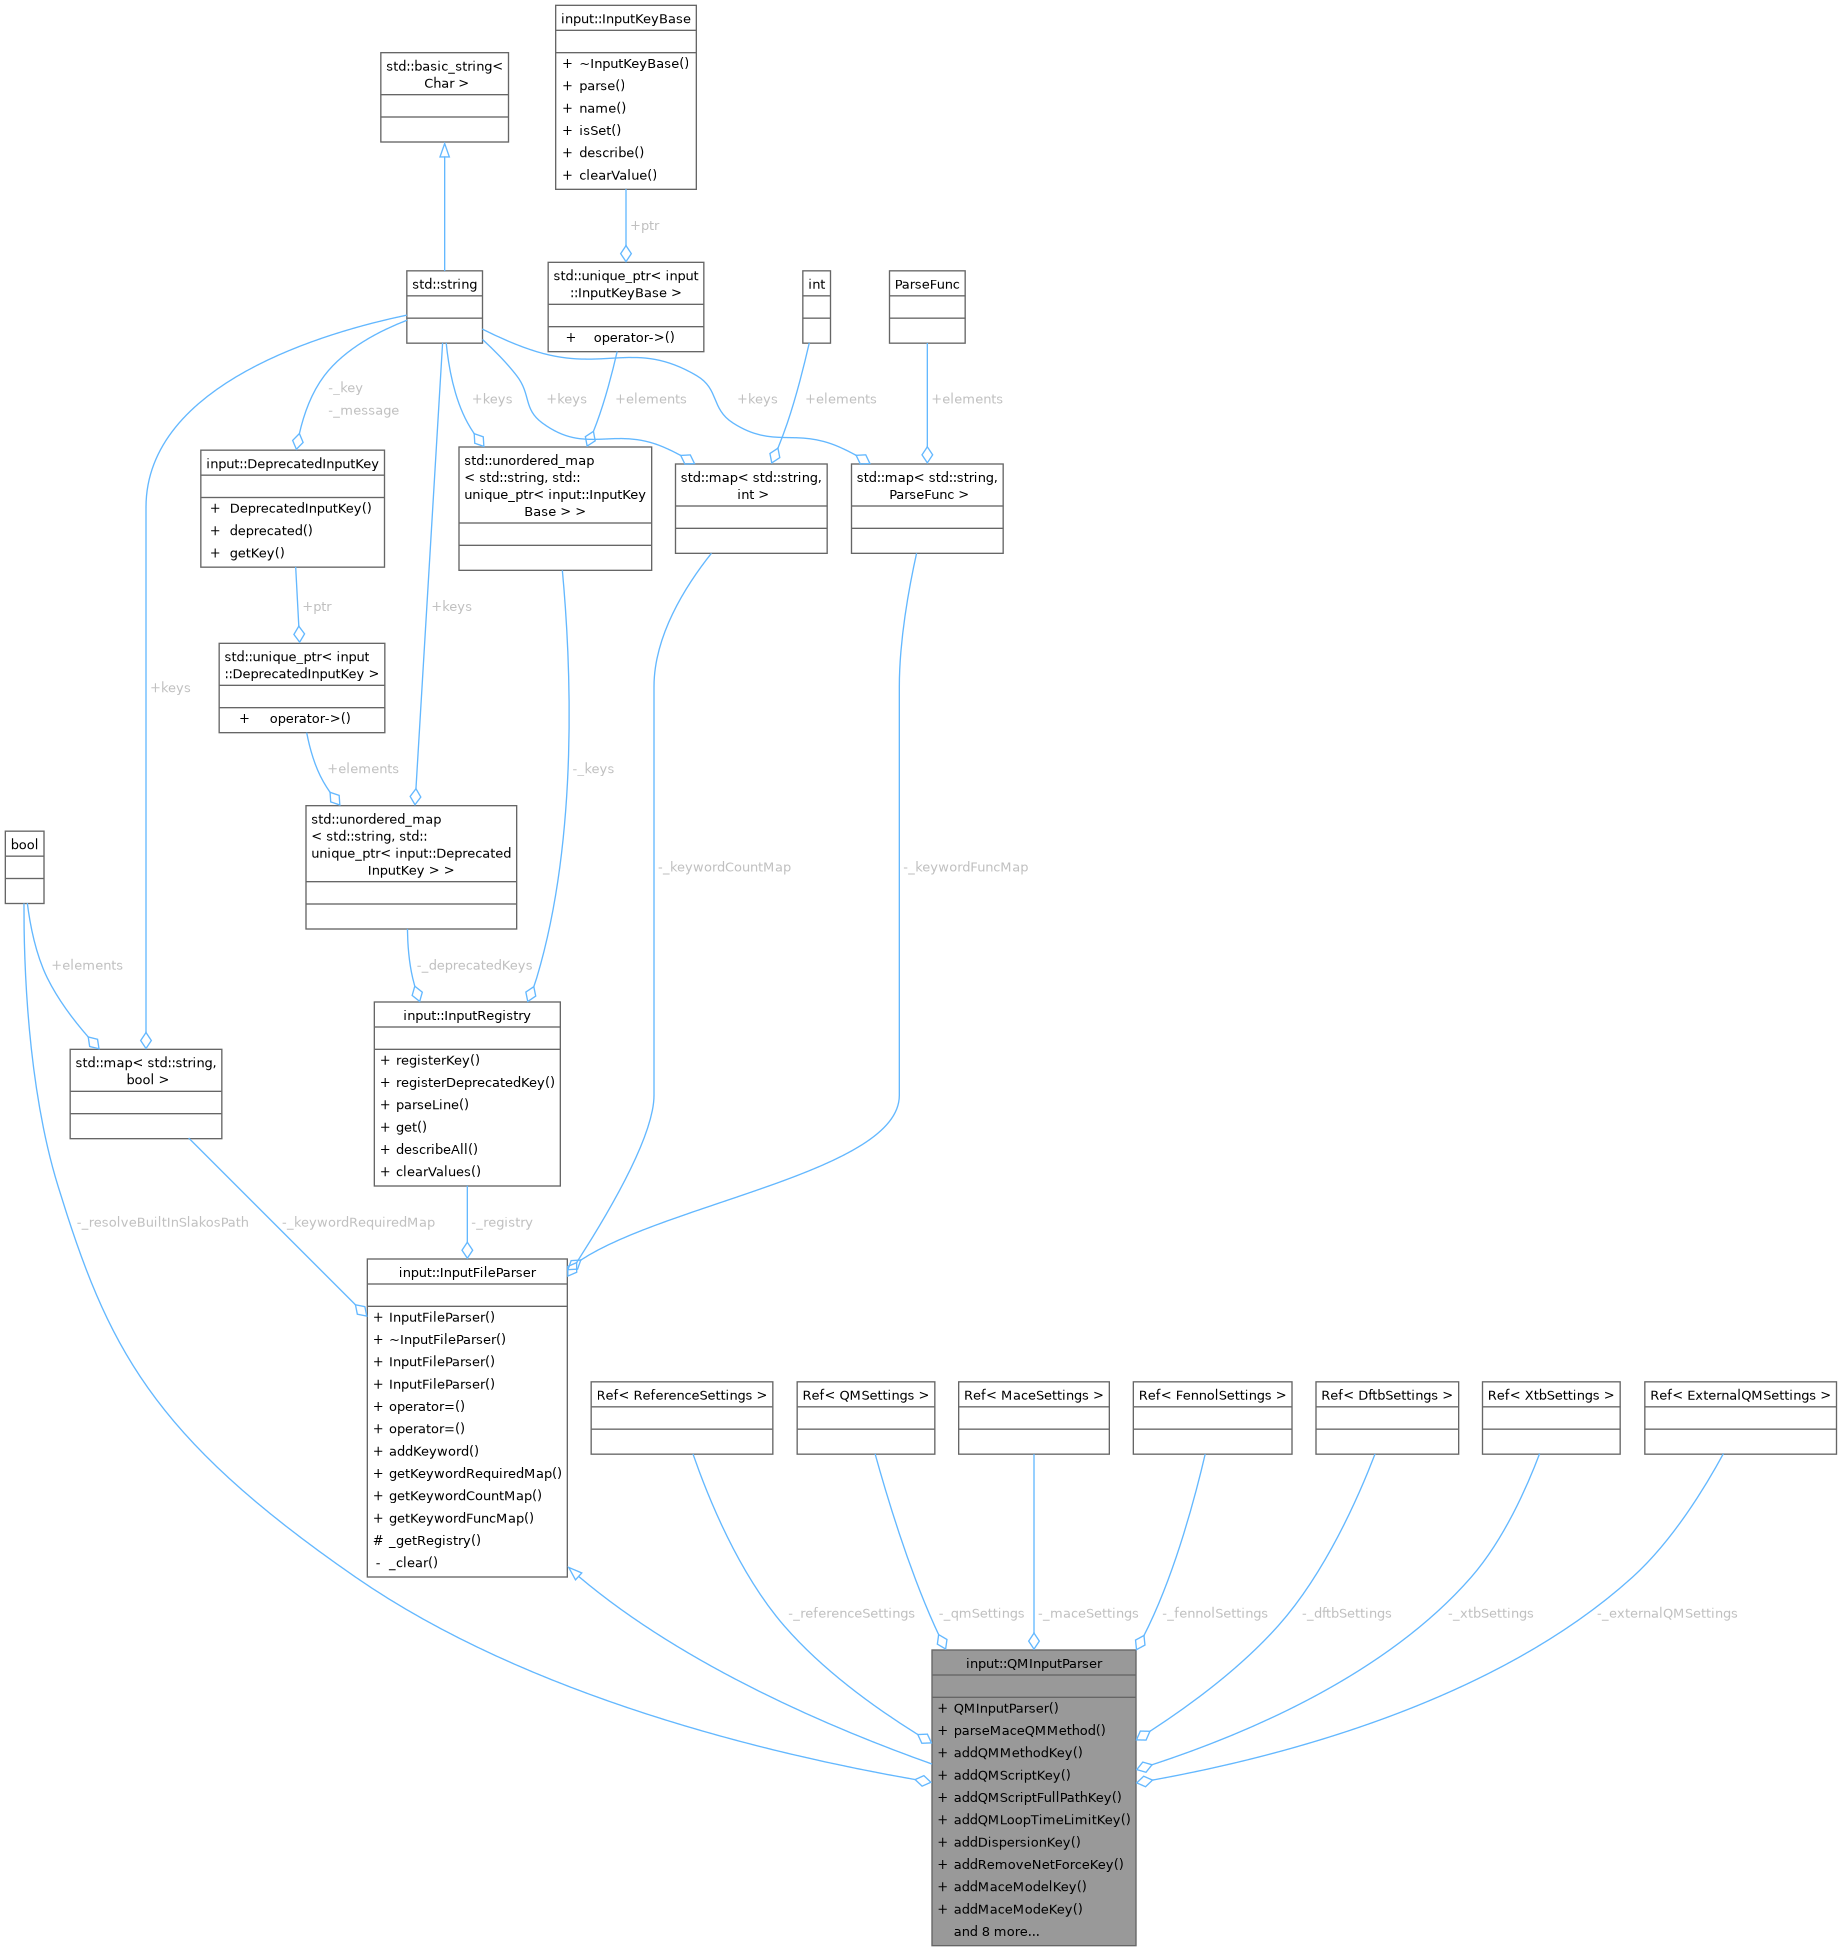 input::InputKeyBase
+ ~InputKeyBase()
+ parse()
+ name()
+ isSet()
+ describe()
+ clearValue()
std::basic_string<
Char >
+ptr
std::string
std::unique_ptr< input
::InputKeyBase >
+ operator->()
int
ParseFunc
-_key
-_message
+keys
+keys
+elements
+keys
+elements
+elements
input::DeprecatedInputKey
+ DeprecatedInputKey()
+ deprecated()
+ getKey()
std::unordered_map
< std::string, std::
unique_ptr< input::InputKey
Base > >
std::map< std::string,
int >
std::map< std::string,
ParseFunc >
+ptr
+keys
+keys
std::unique_ptr< input
::DeprecatedInputKey >
+ operator->()
+elements
-_keys
bool
std::unordered_map
< std::string, std::
unique_ptr< input::Deprecated
InputKey > >
-_keywordCountMap
-_keywordFuncMap
+elements
-_deprecatedKeys
std::map< std::string,
bool >
input::InputRegistry
+ registerKey()
+ registerDeprecatedKey()
+ parseLine()
+ get()
+ describeAll()
+ clearValues()
-_resolveBuiltInSlakosPath
-_keywordRequiredMap
-_registry
input::InputFileParser
+ InputFileParser()
+ ~InputFileParser()
+ InputFileParser()
+ InputFileParser()
+ operator=()
+ operator=()
+ addKeyword()
+ getKeywordRequiredMap()
+ getKeywordCountMap()
+ getKeywordFuncMap()
# _getRegistry()
- _clear()
Ref< ReferenceSettings >
Ref< QMSettings >
Ref< MaceSettings >
Ref< FennolSettings >
Ref< DftbSettings >
Ref< XtbSettings >
Ref< ExternalQMSettings >
-_referenceSettings
-_qmSettings
-_maceSettings
-_fennolSettings
-_dftbSettings
-_xtbSettings
-_externalQMSettings
input::QMInputParser
+ QMInputParser()
+ parseMaceQMMethod()
+ addQMMethodKey()
+ addQMScriptKey()
+ addQMScriptFullPathKey()
+ addQMLoopTimeLimitKey()
+ addDispersionKey()
+ addRemoveNetForceKey()
+ addMaceModelKey()
+ addMaceModeKey()
and 8 more...